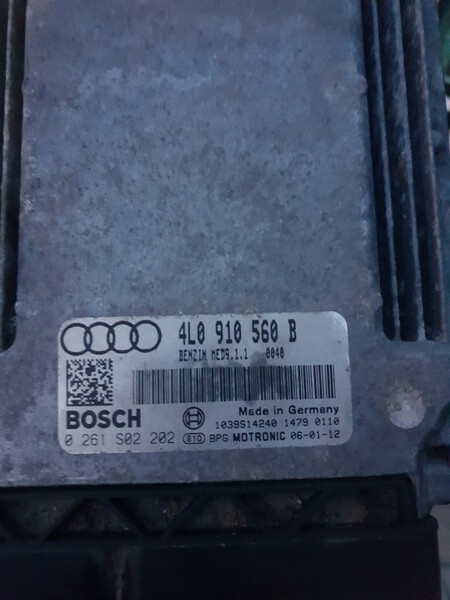 4L0 910 560 B
BENZIN MED9.1.1 0040
Made in Germany
BOSCH
1039S14240 1479 0110
0 261 S02 202 E10 BPG MOTRONIC 06-01-12